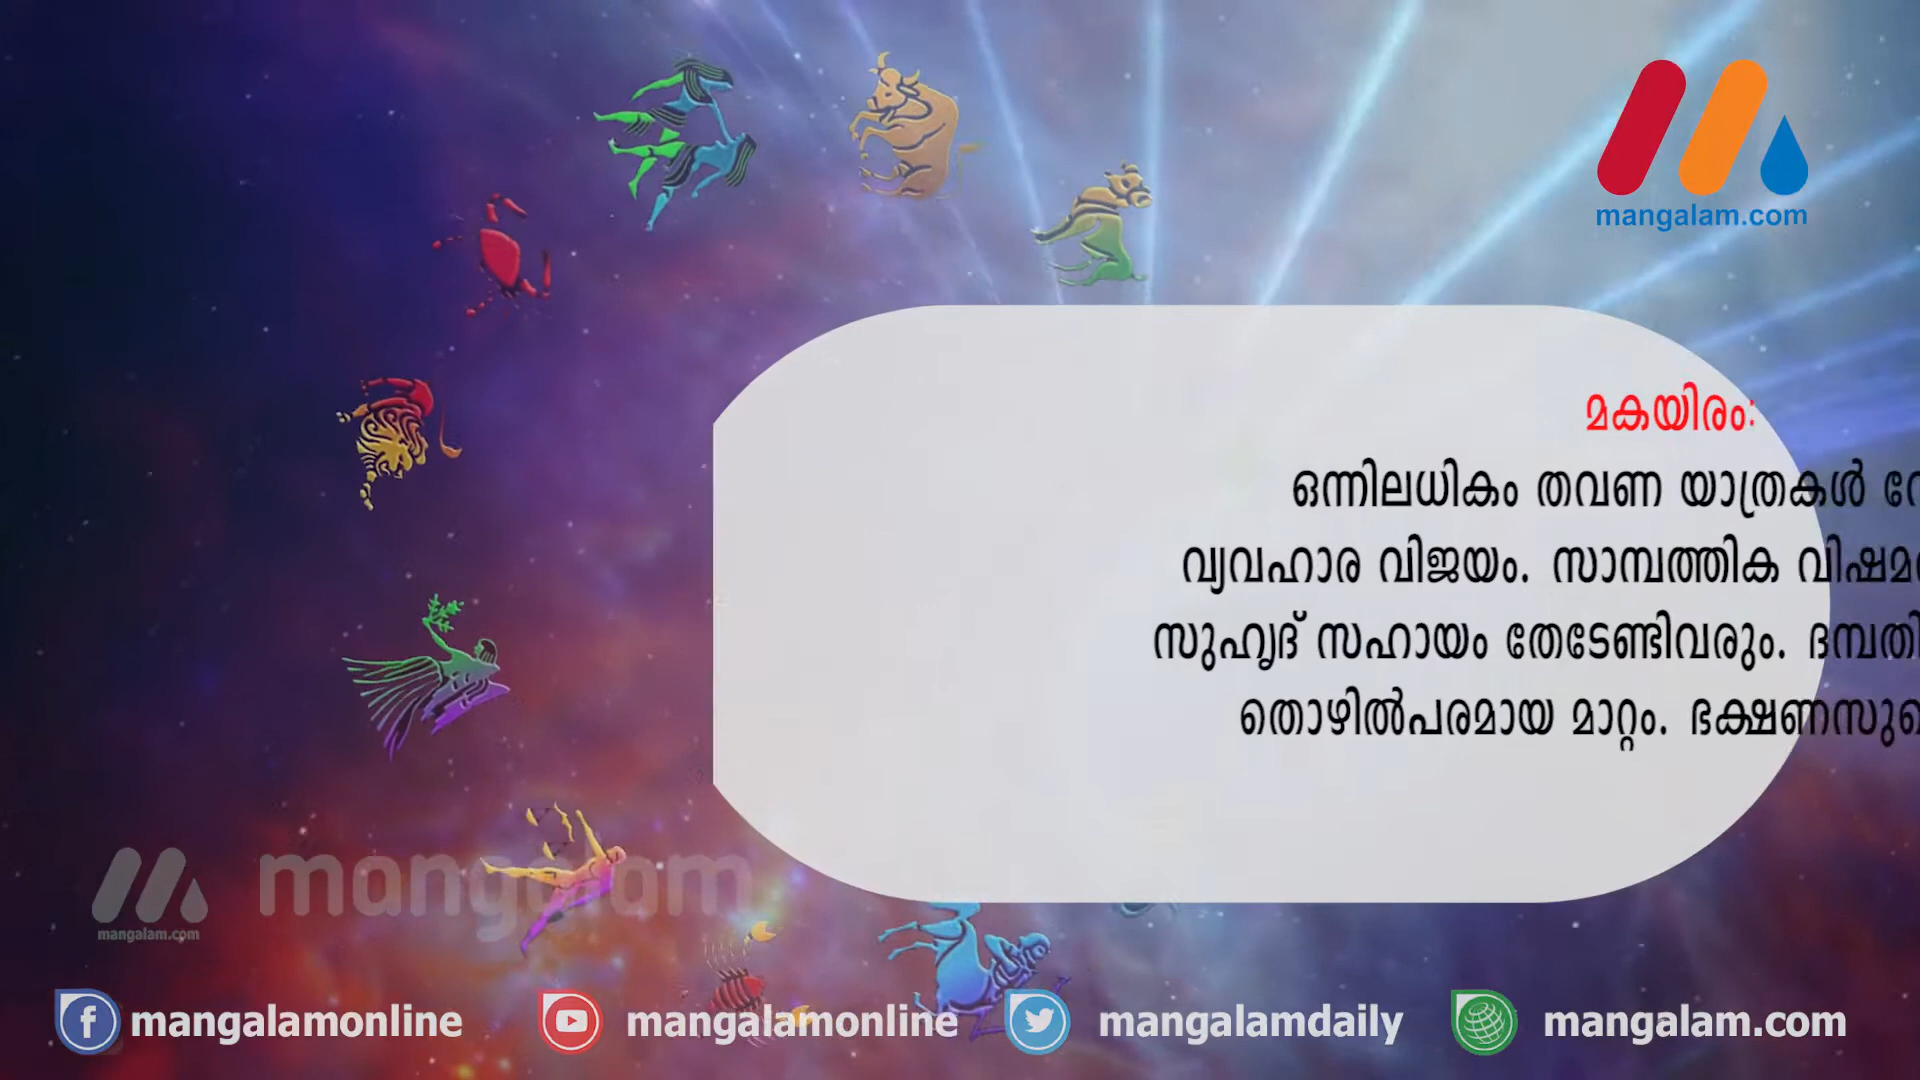 mangalam.com
മകയിരം:
ഒന്നിലധികം തവണ യാത്രകൾ
വ്യവഹാര വിജയം. സാമ്പത്തിക
സുഹൃദ് സഹായം തേടേണ്ടിവരും.
തൊഴിൽപരമായ മാറ്റം.
mangalam
mangalam.com
mangalamonline mangalamonline mangalamdaily mangalam.com